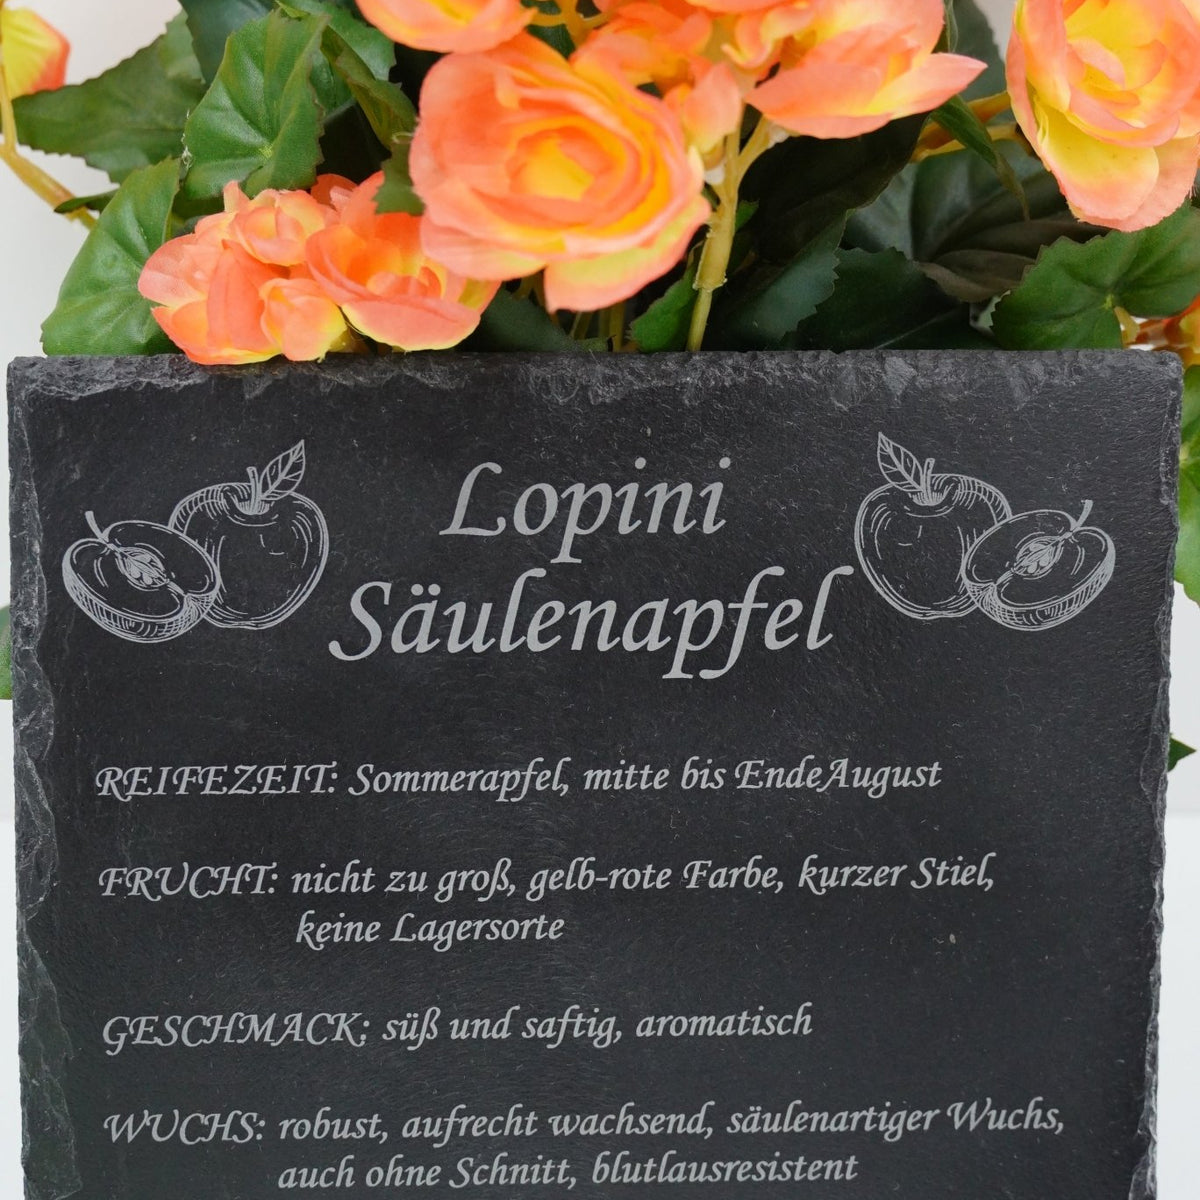 Lopini
Säulenapfel
REIFEZEIT: Sommerapfel, mitte bis EndeAugust
FRUCHT: nicht zu groß, gelb-rote Farbe, kurzer Stiel,
keine Lagersorte
GESCHMACK: süß und saftig, aromatisch
WUCHS: robust, aufrecht wachsend, säulenartiger Wuchs,
auch ohne Schnitt, blutlausresistent